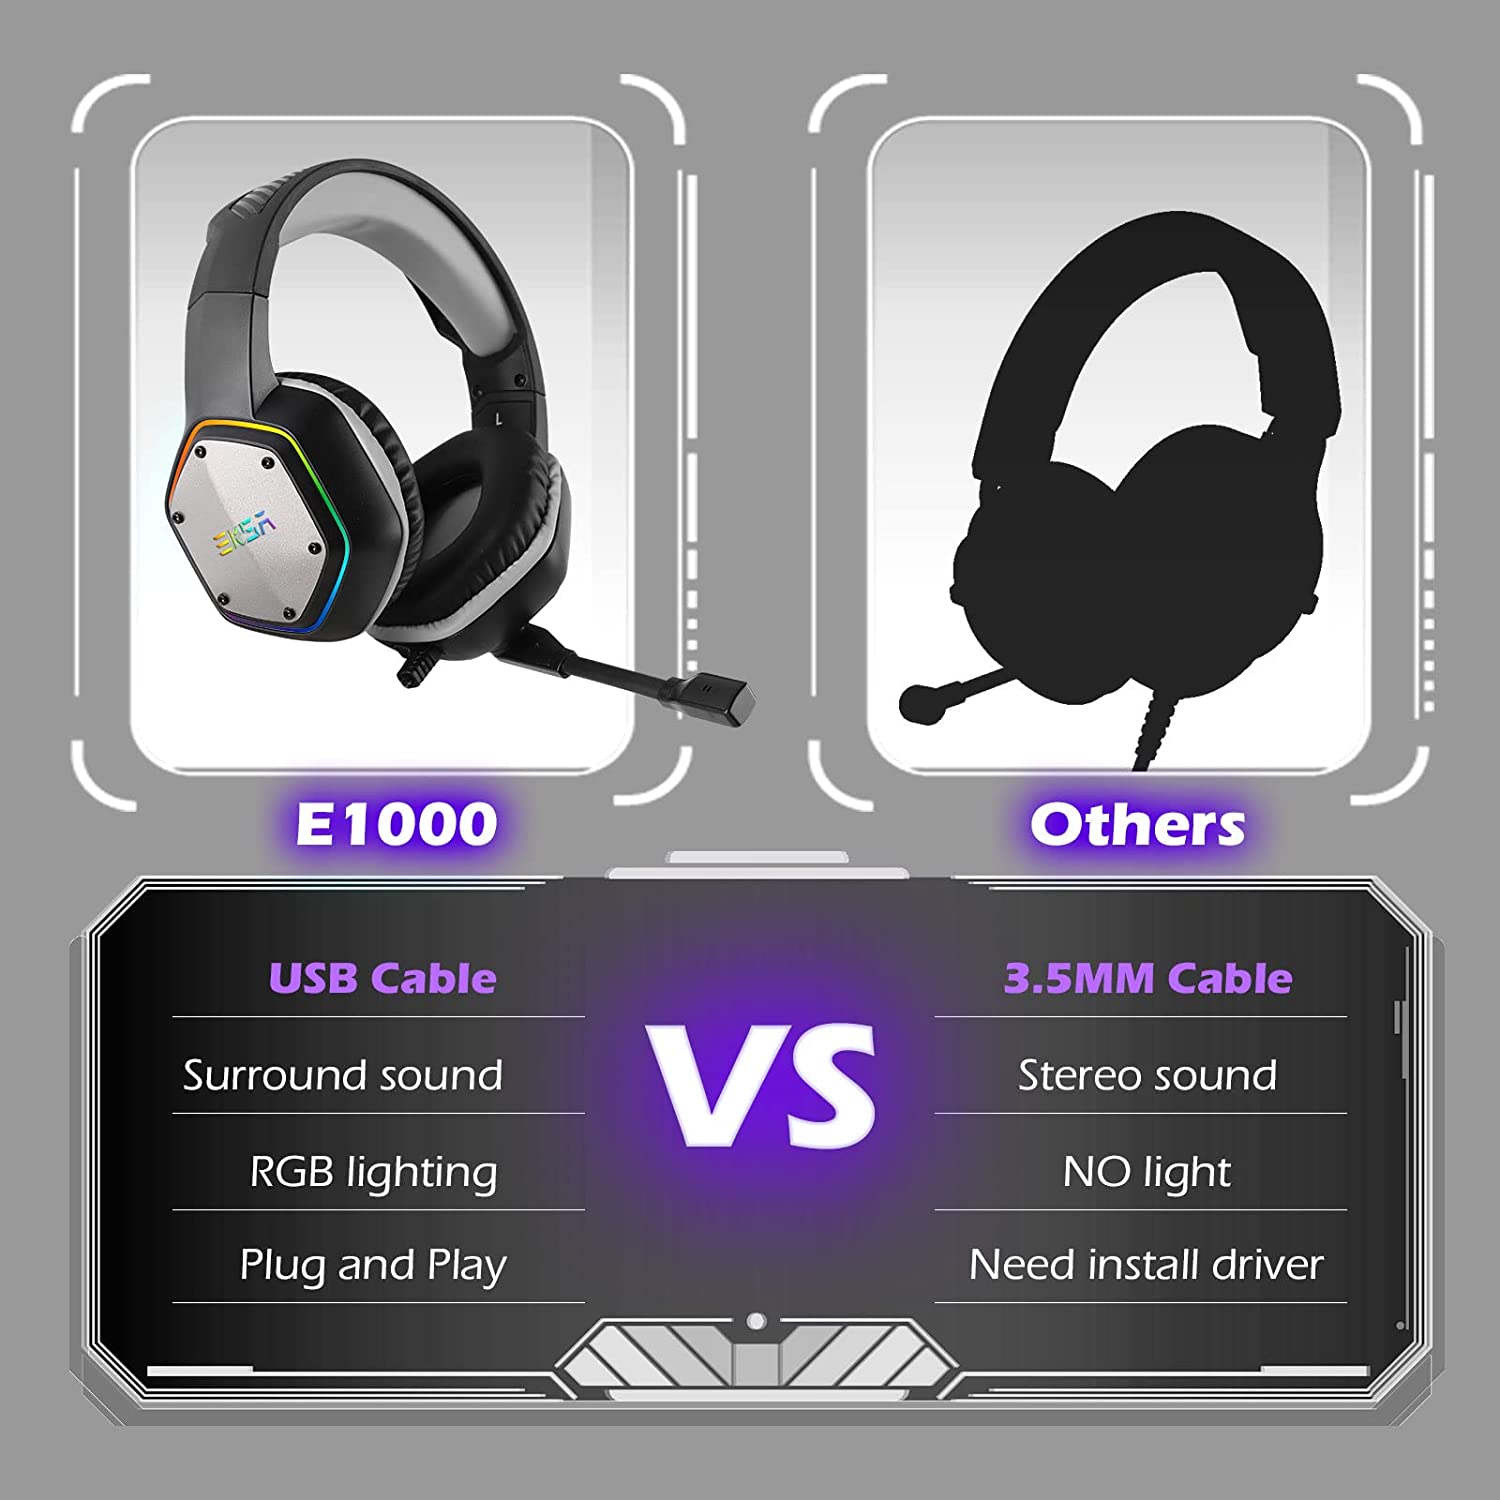 L
EKSA
E1000
Others
USB Cable
3.5MM Cable
VS
Surround sound
Stereo sound
RGB lighting
NO light
Plug and Play
Need install driver